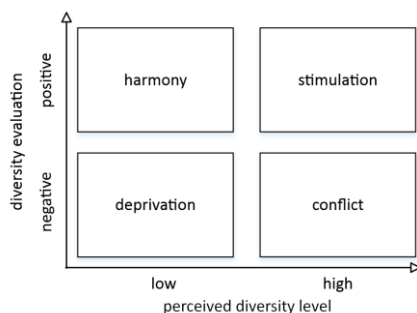 diversity evaluation
positive
negative
harmony
stimulation
deprivation
conflict
low
high
perceived diversity level